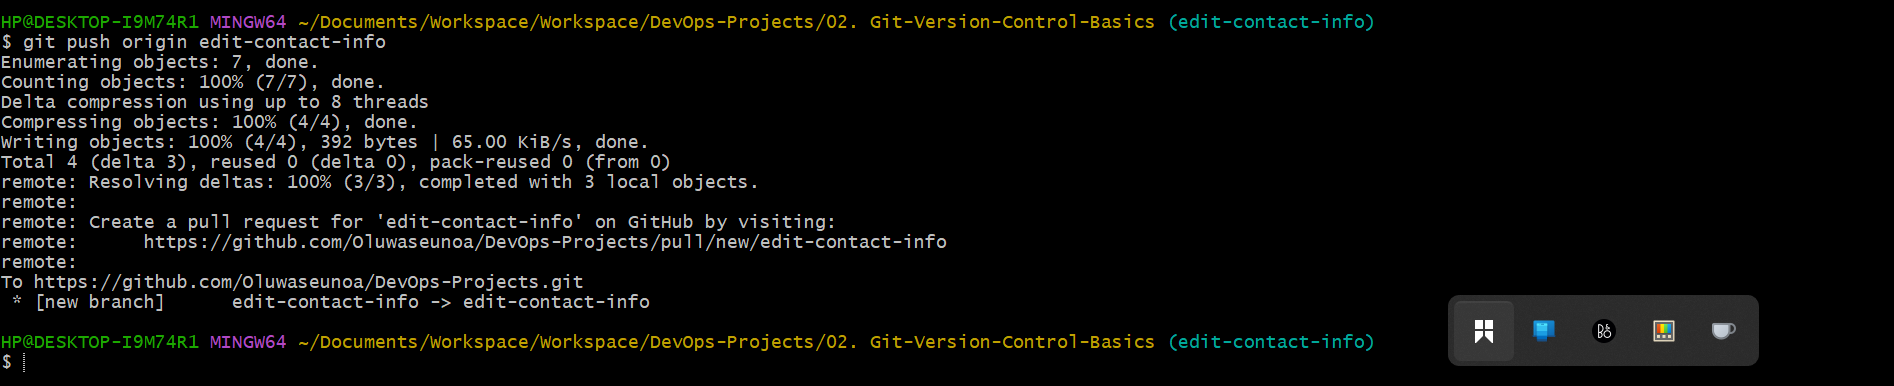 HP@DESKTOP-I9M74R1 MINGW64 ~/Documents/Workspace/Workspace/DevOps-Projects/02. Git-Version-Control-Basics (edit-contact-info)
$ git push origin edit-contact-info
Enumerating objects: 7, done.
Counting objects: 100% (7/7), done.
Delta compression using up to 8 threads
Compressing objects: 100% (4/4), done.
Writing objects: 100% (4/4), 392 bytes | 65.00 KiB/s, done.
Total 4 (delta 3), reused 0 (delta 0), pack-reused 0 (from 0)
remote: Resolving deltas: 100% (3/3), completed with 3 local objects.
remote:
remote: Create a pull request for 'edit-contact-info' on GitHub by visiting:
remote:      https://github.com/Oluwaseunoa/DevOps-Projects/pull/new/edit-contact-info
remote:
To https://github.com/Oluwaseunoa/DevOps-Projects.git
 * [new branch]      edit-contact-info -> edit-contact-info
HP@DESKTOP-I9M74R1 MINGW64 ~/Documents/Workspace/Workspace/DevOps-Projects/02. Git-Version-Control-Basics (edit-contact-info)
$